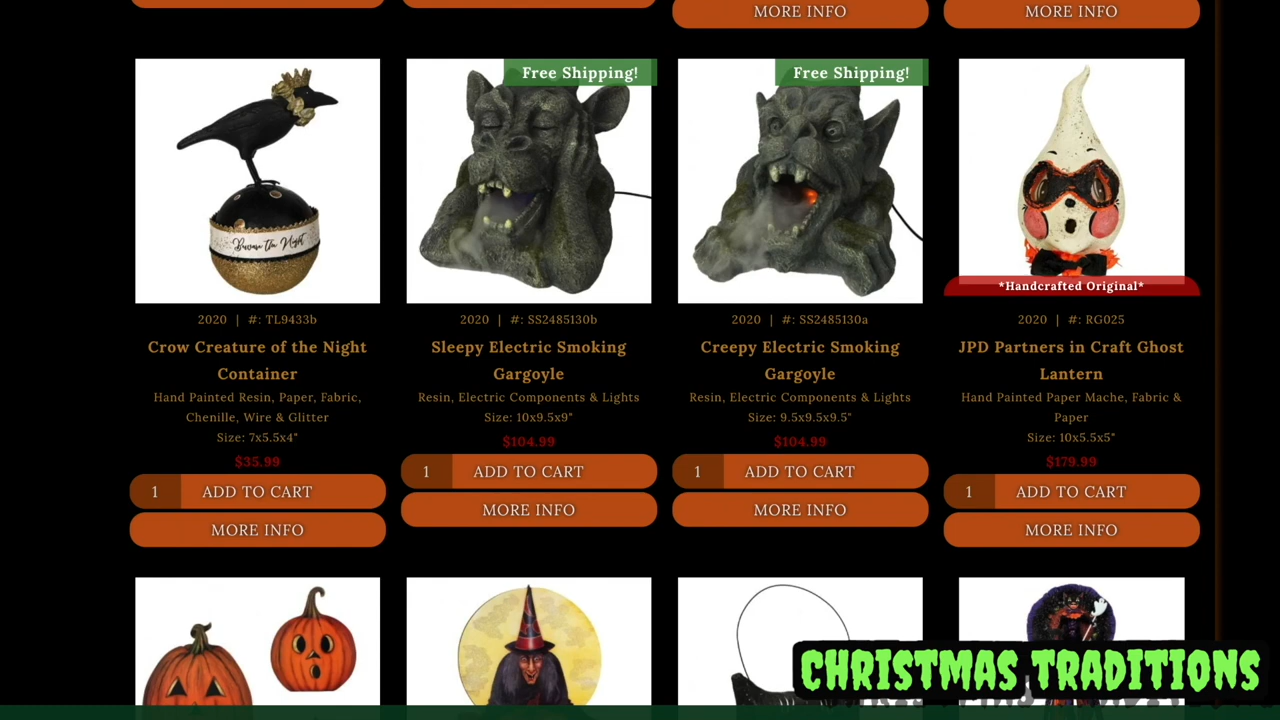 MORE INFO
MORE INFO
Free Shipping!
Free Shipping!
Beware the Night
*Handcrafted Original*
2020 | #: TL9433b
Crow Creature of the Night
Container
Hand Painted Resin, Paper, Fabric,
Chenille, Wire & Glitter
Size: 7x5.5x4"
$35.99
1 ADD TO CART
MORE INFO
2020 | #: SS2485130b
Sleepy Electric Smoking
Gargoyle
Resin, Electric Components & Lights
Size: 10x9.5x9"
$104.99
1 ADD TO CART
MORE INFO
2020 | #: SS2485130a
Creepy Electric Smoking
Gargoyle
Resin, Electric Components & Lights
Size: 9.5x9.5x9.5"
$104.99
1 ADD TO CART
MORE INFO
2020 | #: RG025
JPD Partners in Craft Ghost
Lantern
Hand Painted Paper Mache, Fabric &
Paper
Size: 10x5.5x5"
$179.99
1 ADD TO CART
MORE INFO
CHRISTMAS TRADITIONS